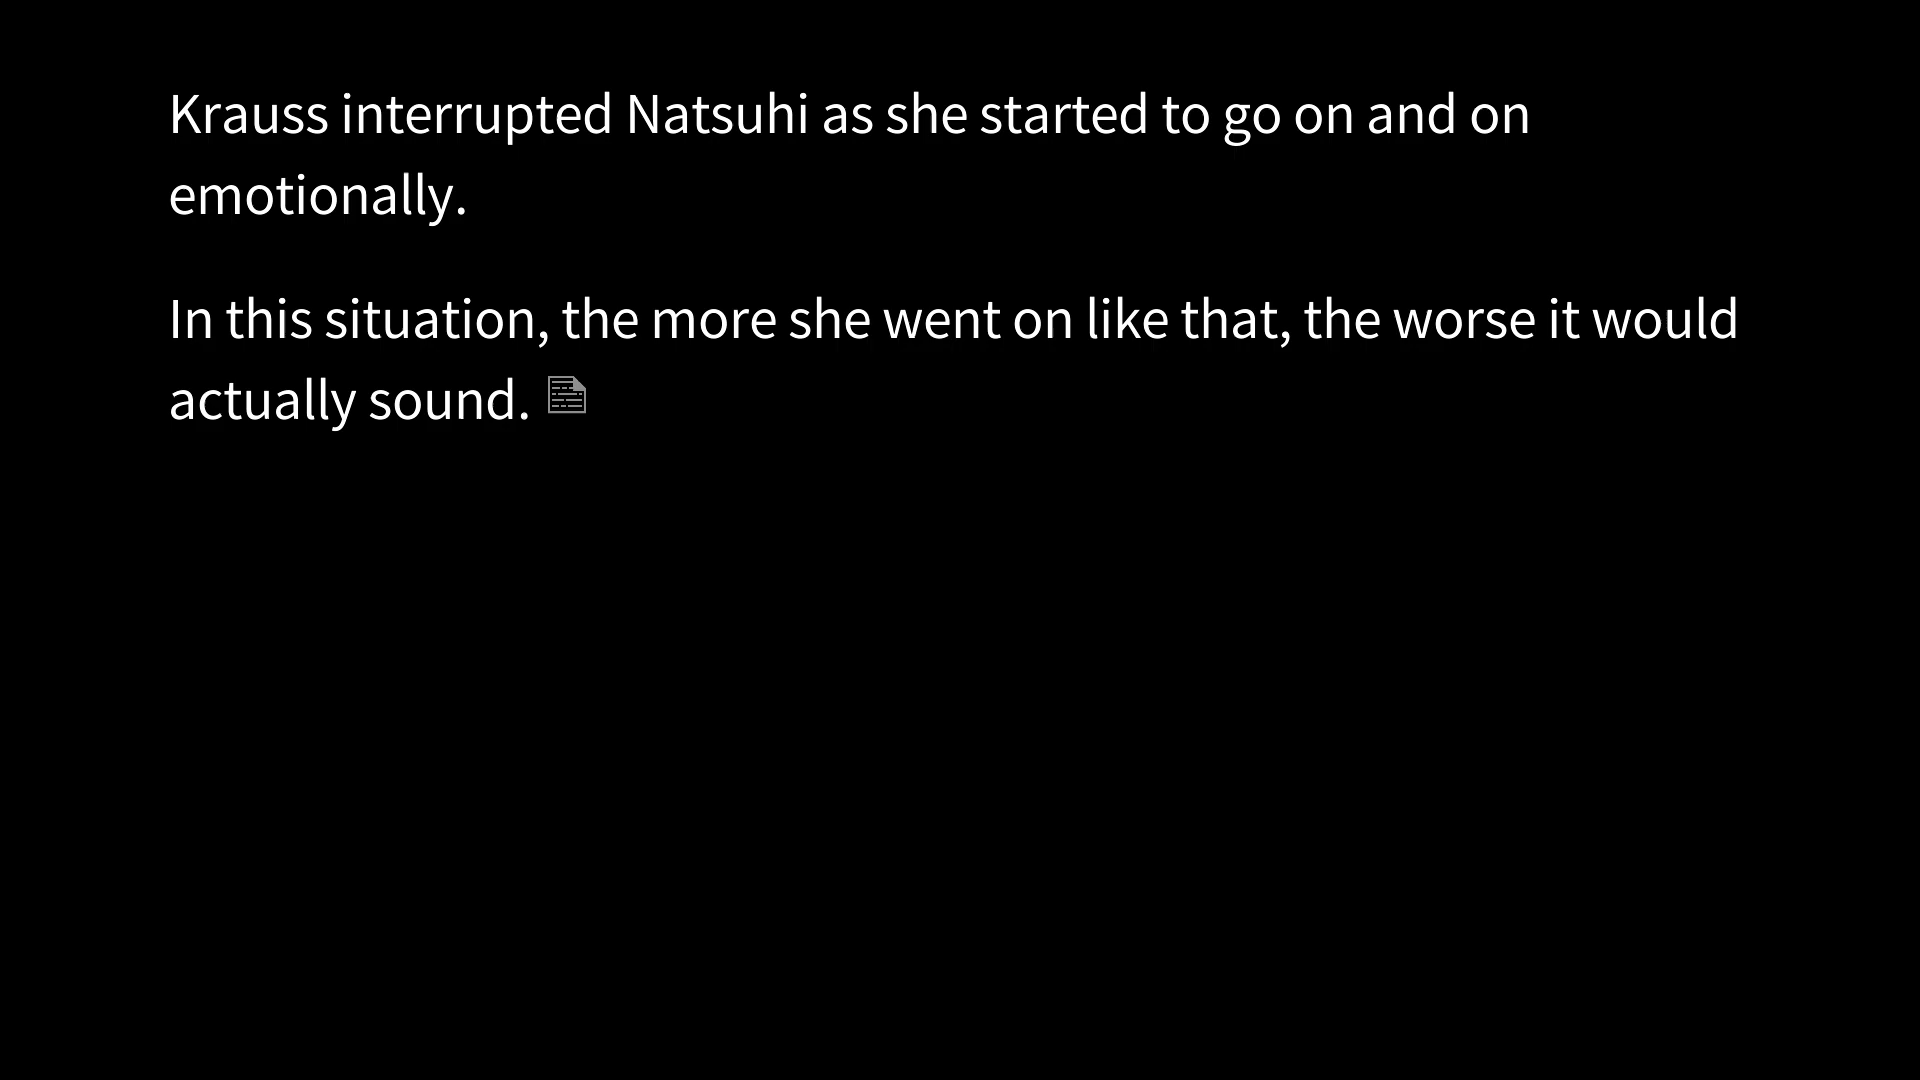 Krauss interrupted Natsuhi as she started to go on and on
emotionally.
In this situation, the more she went on like that, the worse it would
actually sound.